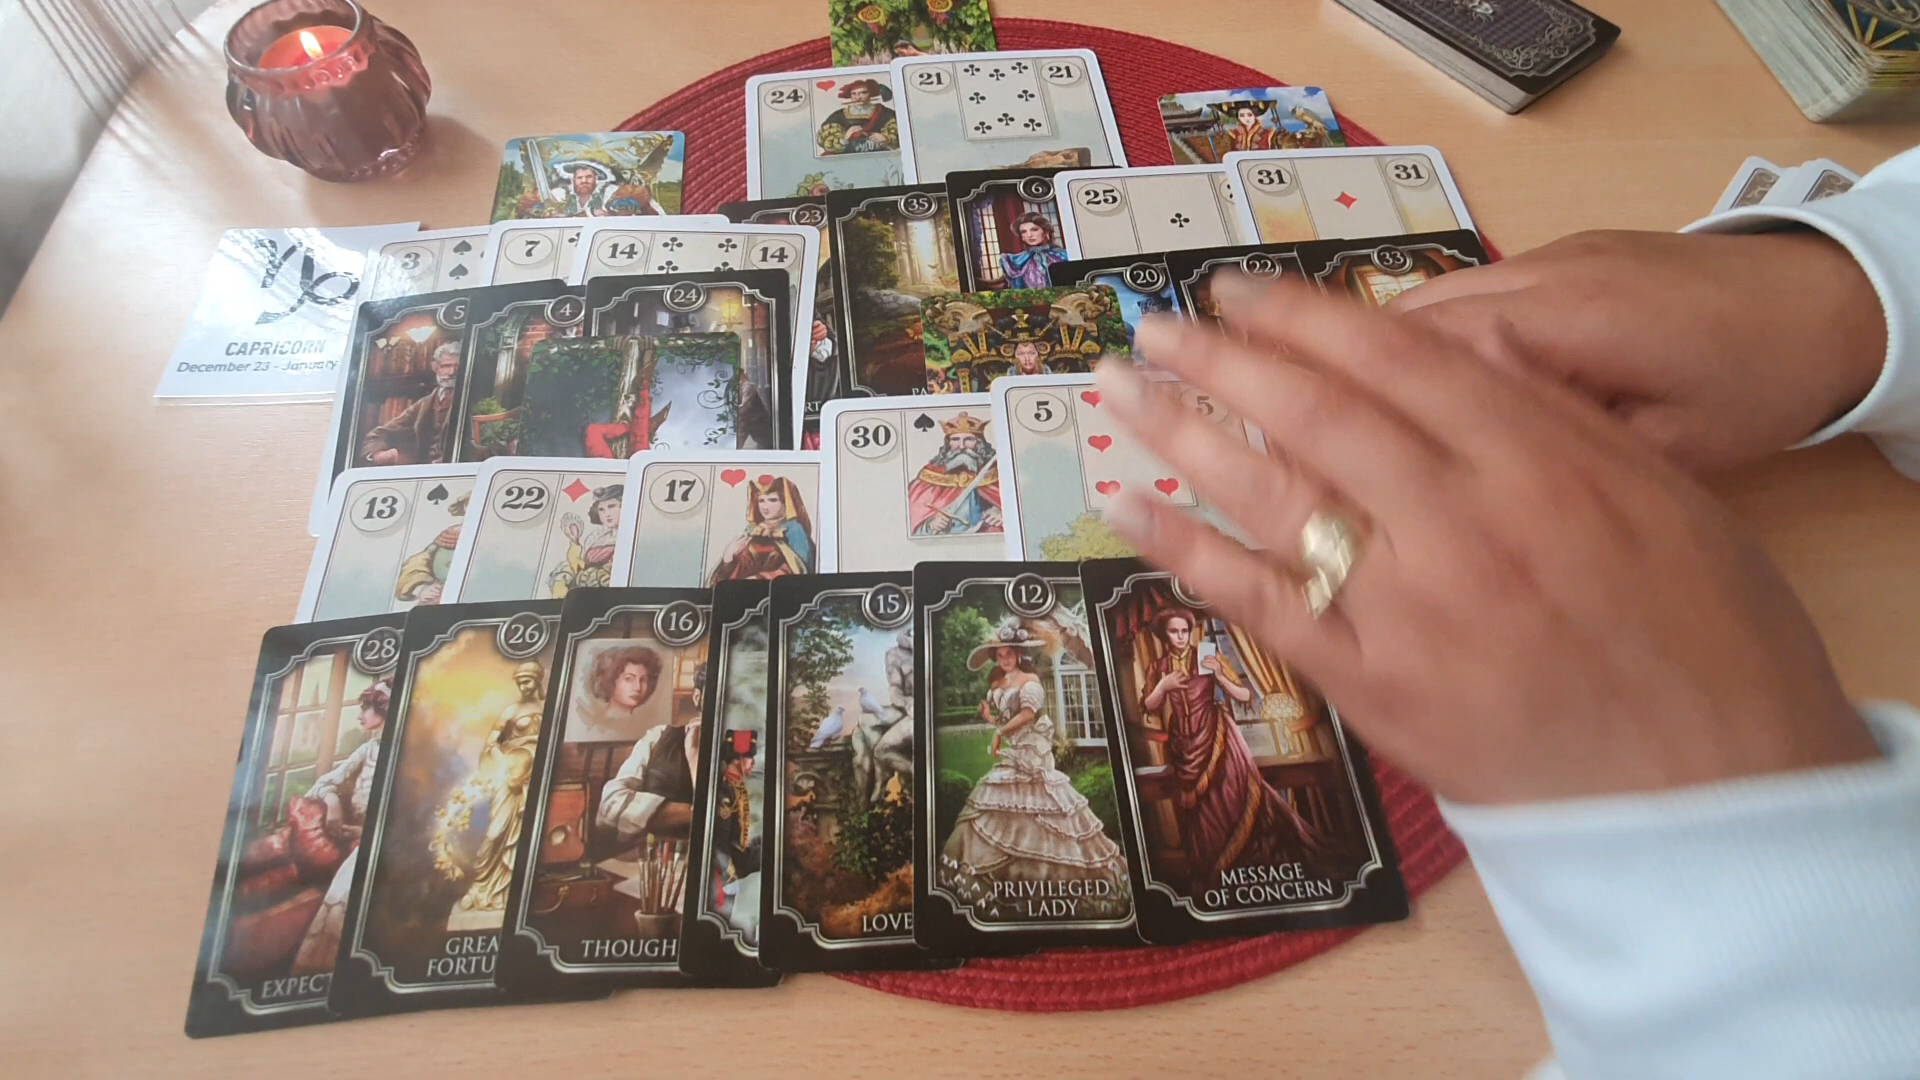 24
21
21
6
25
31
31
23
35
3
7
14
14
20
22
33
CAPRICORN
December 23 - January
5
4
24
30
5
5
13
22
17
28
26
16
15
12
PRIVILEGED
LADY
MESSAGE
OF CONCERN
LOVE
THOUGH
GREA
FORTU
EXPECT